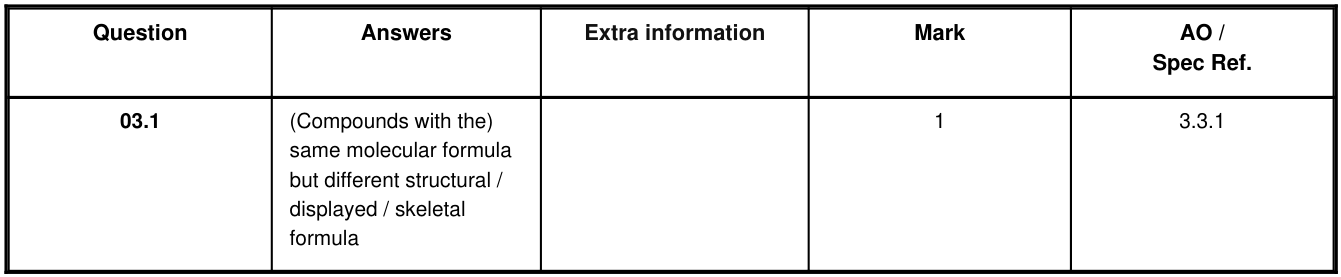 Question Answers Extra information Mark AO /
Spec Ref.
03.1 (Compounds with the) 1 3.3.1
same molecular formula
but different structural /
displayed / skeletal
formula